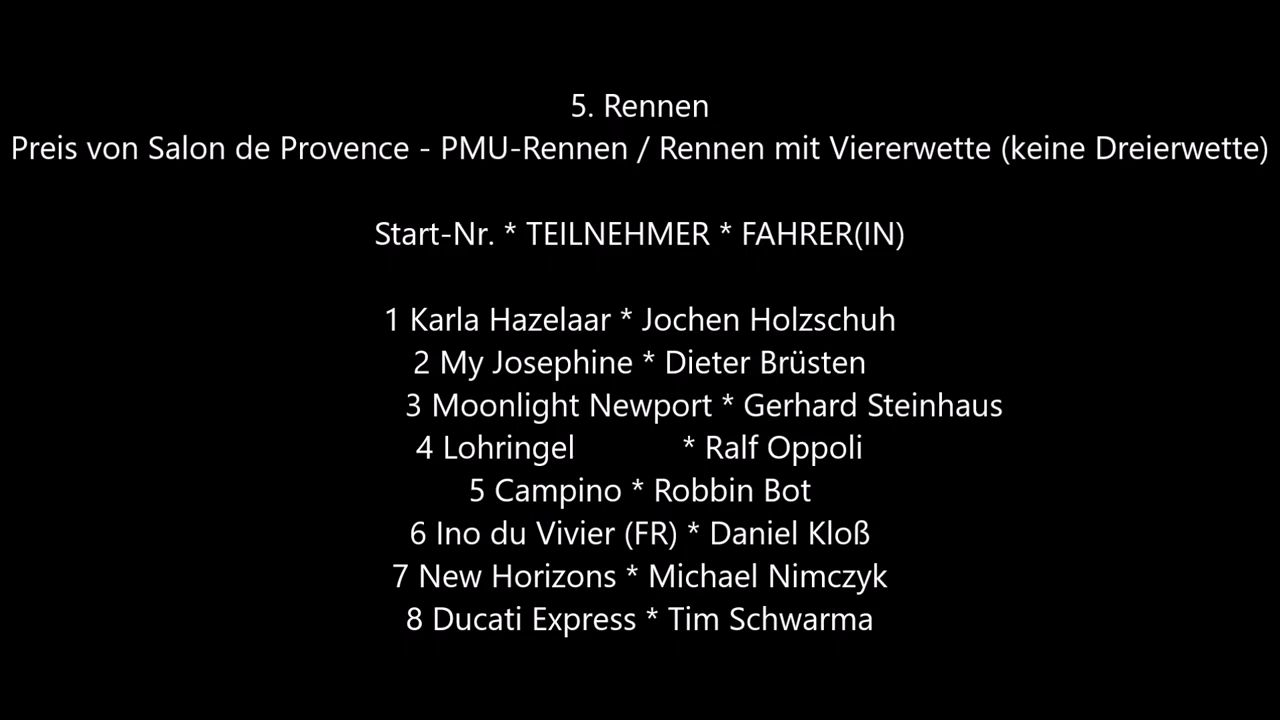 5. Rennen
Preis von Salon de Provence - PMU-Rennen / Rennen mit Viererwette (keine Dreierwette)
Start-Nr. * TEILNEHMER * FAHRER(IN)
1 Karla Hazelaar * Jochen Holzschuh
2 My Josephine * Dieter Brüsten
3 Moonlight Newport * Gerhard Steinhaus
4 Lohringel * Ralf Oppoli
5 Campino * Robbin Bot
6 Ino du Vivier (FR) * Daniel Kloß
7 New Horizons * Michael Nimczyk
8 Ducati Express * Tim Schwarma